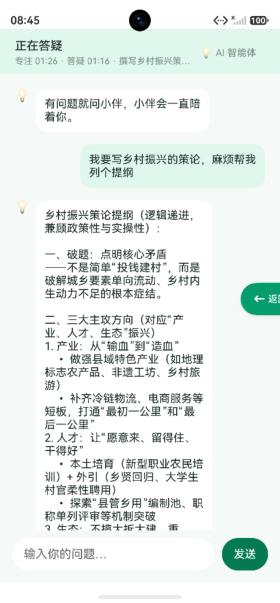 08:45
100
正在答疑
专注 01:26 · 答疑 01:16 · 撰写乡村振兴策...
AI 智能体
有问题就问小伴，小伴会一直陪
着你。
我要写乡村振兴的策论，麻烦帮我
列个提纲
乡村振兴策论提纲（逻辑递进，
兼顾政策性与实操性）：
一、破题：点明核心矛盾
——不是简单“投钱建村”，而是
破解城乡要素单向流动、乡村内
生动力不足的根本症结。
← 返回
二、三大主攻方向（对应“产
业、人才、生态”振兴）
1. 产业：从“输血”到“造血”
• 做强县域特色产业（如地理
标志农产品、非遗工坊、乡村旅
游）
• 补齐冷链物流、电商服务等
短板，打通“最初一公里”和“最
后一公里”
2. 人才：让“愿意来、留得住、
干得好”
• 本土培育（新型职业农民培
训）+ 外引（乡贤回归、大学生
村官柔性聘用）
• 探索“县管乡用”编制池、职
称单列评审等机制突破
3. 生态：不搞大拆大建，重
输入你的问题...
发送